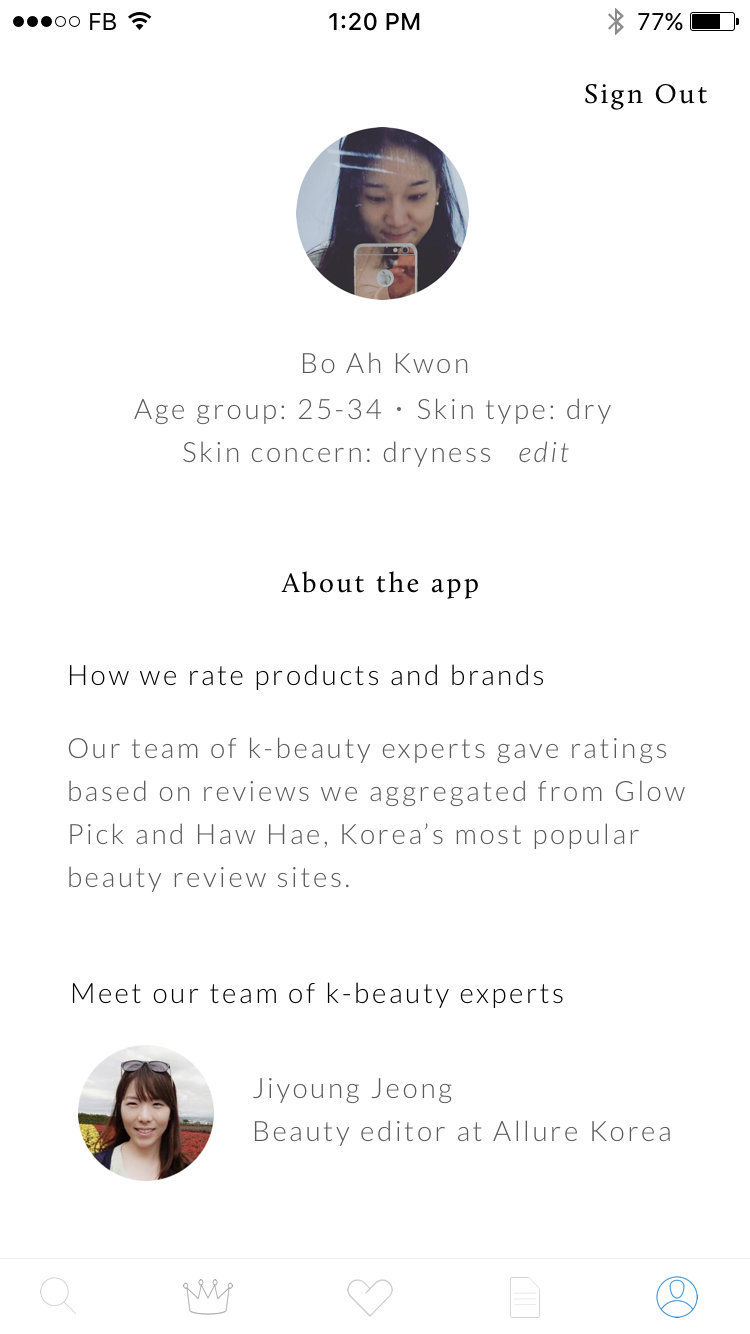 FB 1:20 PM 77%
Sign Out
Bo Ah Kwon
Age group: 25-34 · Skin type: dry
Skin concern: dryness edit
About the app
How we rate products and brands
Our team of k-beauty experts gave ratings
based on reviews we aggregated from Glow
Pick and Haw Hae, Korea’s most popular
beauty review sites.
Meet our team of k-beauty experts
Jiyoung Jeong
Beauty editor at Allure Korea